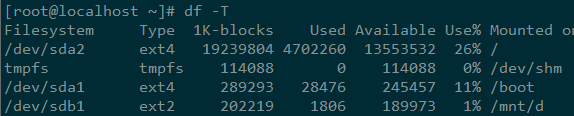 [root@localhost ~]# df -T
Filesystem Type 1K-blocks Used Available Use% Mounted on
/dev/sda2 ext4 19239804 4702260 13553532 26% /
tmpfs tmpfs 114088 0 114088 0% /dev/shm
/dev/sda1 ext4 289293 28476 245457 11% /boot
/dev/sdb1 ext2 202219 1806 189973 1% /mnt/d